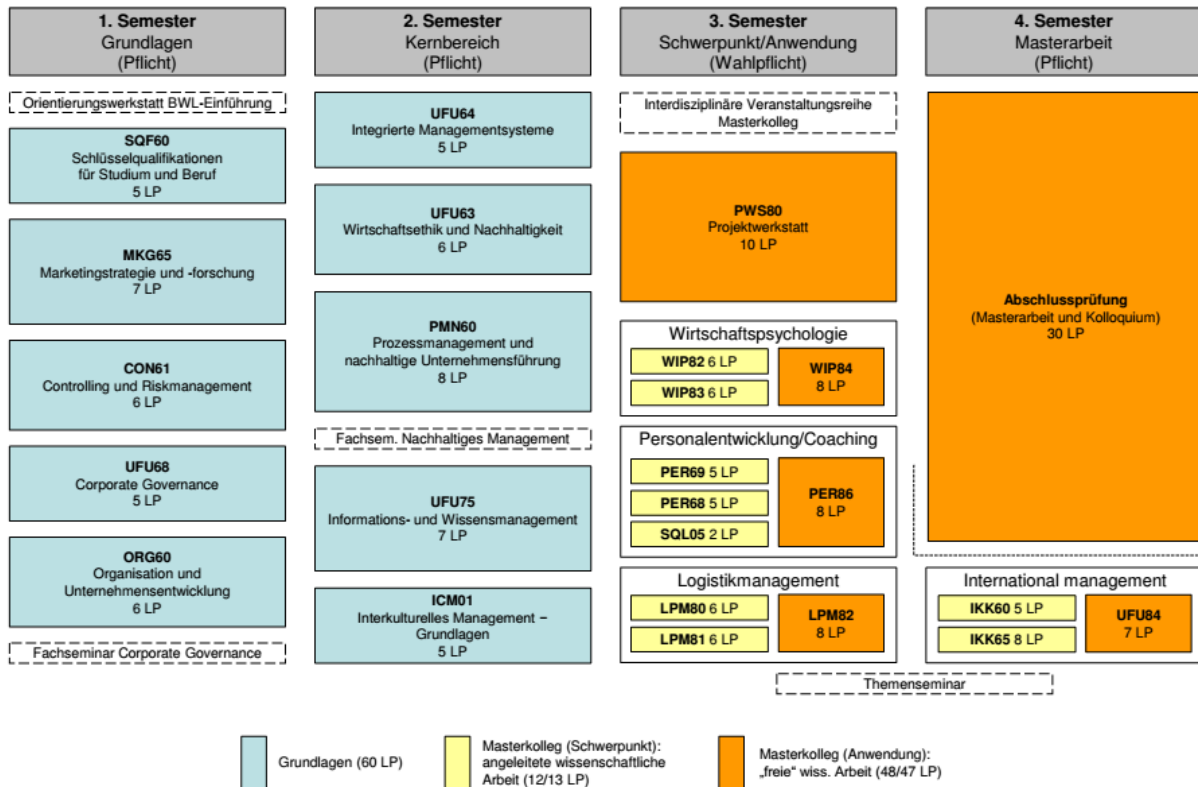 1. Semester
Grundlagen
(Pflicht)
Orientierungswerkstatt BWL-Einführung
SQF60
Schlüsselqualifikationen
für Studium und Beruf
5 LP
MKG65
Marketingstrategie und -forschung
7 LP
CON61
Controlling und Riskmanagement
6 LP
UFU68
Corporate Governance
5 LP
ORG60
Organisation und
Unternehmensentwicklung
6 LP
Fachseminar Corporate Governance
2. Semester
Kernbereich
(Pflicht)
UFU64
Integrierte Managementsysteme
5 LP
UFU63
Wirtschaftsethik und Nachhaltigkeit
6 LP
PMN60
Prozessmanagement und
nachhaltige Unternehmensführung
8 LP
Fachsem. Nachhaltiges Management
UFU75
Informations- und Wissensmanagement
7 LP
ICM01
Interkulturelles Management –
Grundlagen
5 LP
3. Semester
Schwerpunkt/Anwendung
(Wahlpflicht)
Interdisziplinäre Veranstaltungsreihe
Masterkolleg
PWS80
Projektwerkstatt
10 LP
Wirtschaftspsychologie
WIP82 6 LP
WIP83 6 LP
WIP84
8 LP
Personalentwicklung/Coaching
PER69 5 LP
PER68 5 LP
SQL05 2 LP
PER86
8 LP
Logistikmanagement
LPM80 6 LP
LPM81 6 LP
LPM82
8 LP
4. Semester
Masterarbeit
(Pflicht)
Abschlussprüfung
(Masterarbeit und Kolloquium)
30 LP
International management
IKK60 5 LP
IKK65 8 LP
UFU84
7 LP
Themenseminar
Grundlagen (60 LP)
Masterkolleg (Schwerpunkt):
angeleitete wissenschaftliche
Arbeit (12/13 LP)
Masterkolleg (Anwendung):
„freie“ wiss. Arbeit (48/47 LP)